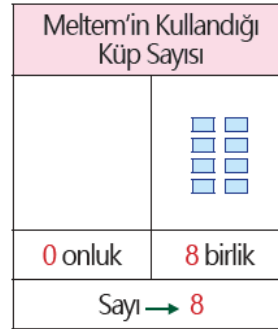 Meltem'in Kullandığı
Küp Sayısı
0 onluk
8 birlik
Sayı → 8